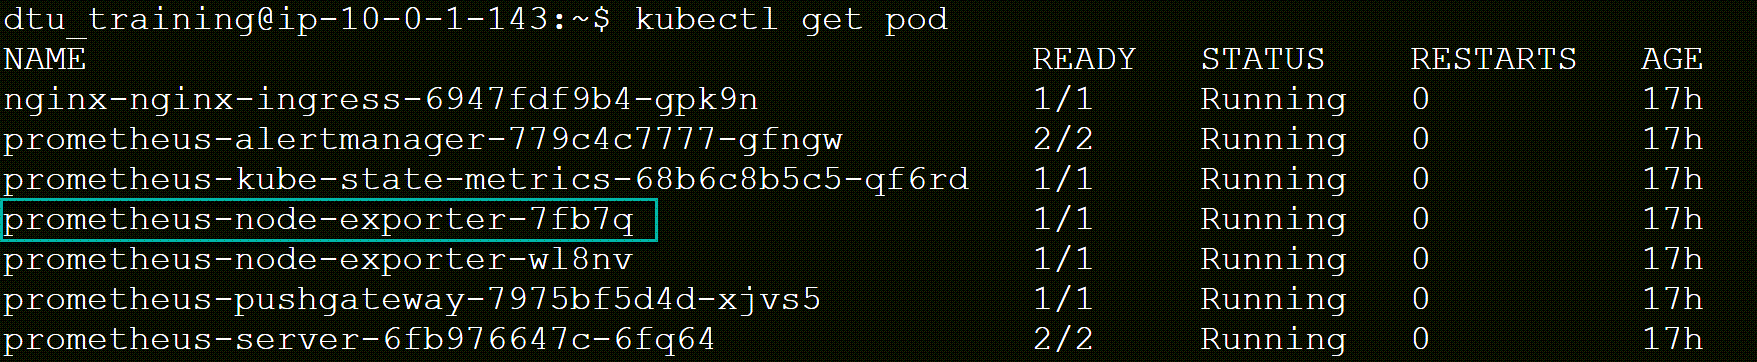 dtu_training@ip-10-0-1-143:~$ kubectl get pod
NAME READY STATUS RESTARTS AGE
nginx-nginx-ingress-6947fdf9b4-gpk9n 1/1 Running 0 17h
prometheus-alertmanager-779c4c7777-gfngw 2/2 Running 0 17h
prometheus-kube-state-metrics-68b6c8b5c5-qf6rd 1/1 Running 0 17h
prometheus-node-exporter-7fb7q 1/1 Running 0 17h
prometheus-node-exporter-wl8nv 1/1 Running 0 17h
prometheus-pushgateway-7975bf5d4d-xjvs5 1/1 Running 0 17h
prometheus-server-6fb976647c-6fq64 2/2 Running 0 17h